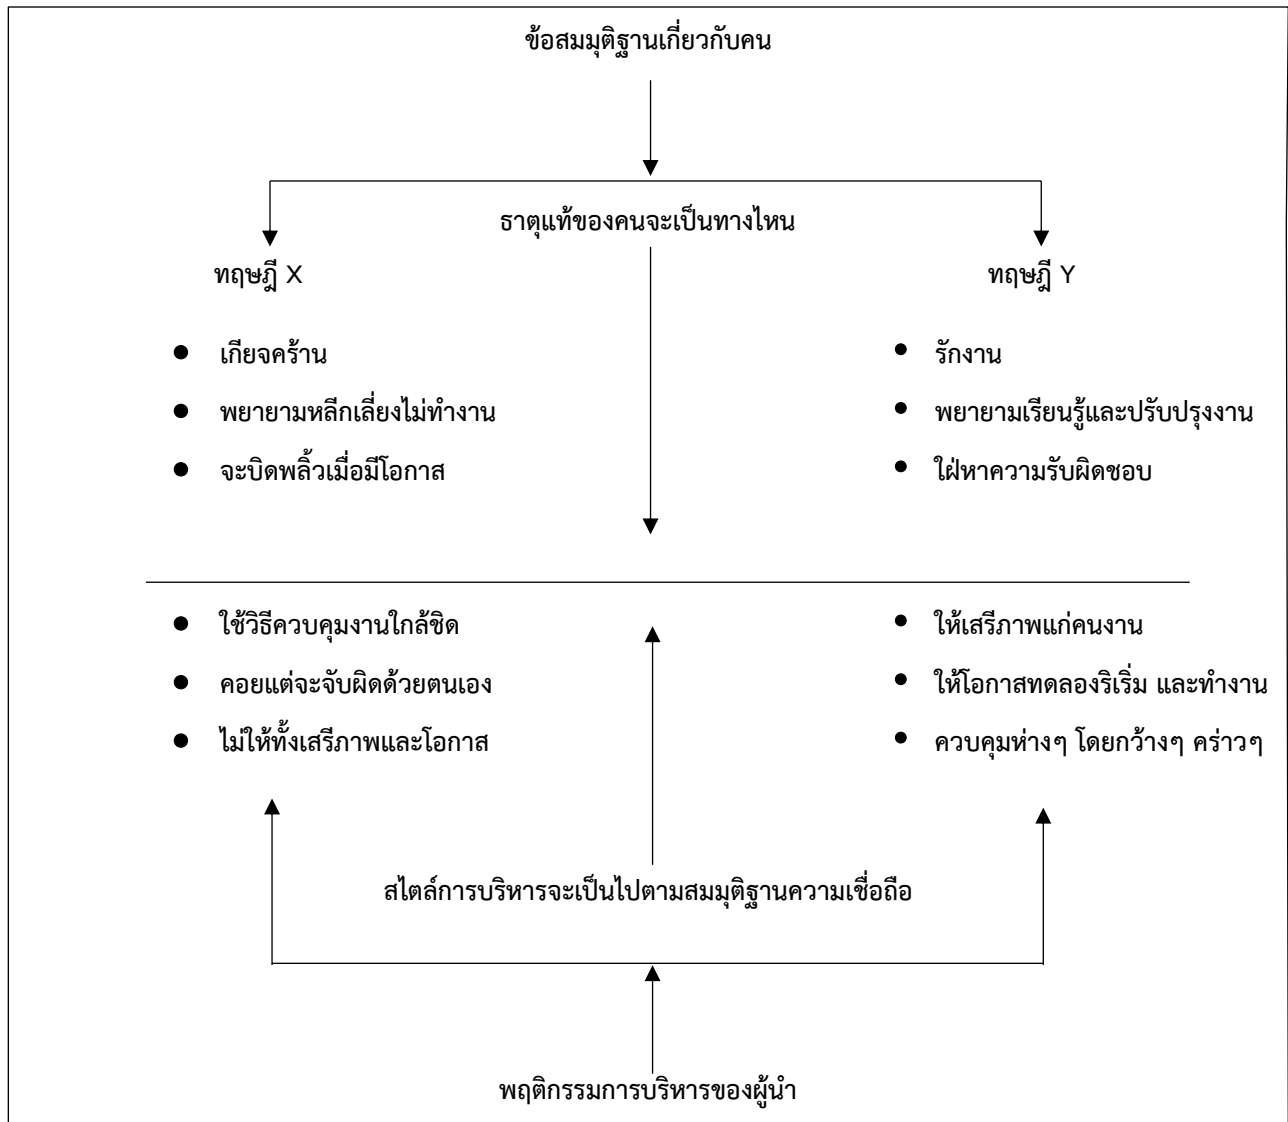 ข้อสมมุติฐานเกี่ยวกับคน
ธาตุแท้ของคนจะเป็นทางไหน
ทฤษฎี X
● เกียจคร้าน
● พยายามหลีกเลี่ยงไม่ทำงาน
● จะบิดพลิ้วเมื่อมีโอกาส
ทฤษฎี Y
● รักงาน
● พยายามเรียนรู้และปรับปรุงงาน
● ใฝ่หาความรับผิดชอบ
● ใช้วิธีควบคุมงานใกล้ชิด
● คอยแต่จะจับผิดด้วยตนเอง
● ไม่ให้ทั้งเสรีภาพและโอกาส
● ให้เสรีภาพแก่คนงาน
● ให้โอกาสทดลองริเริ่ม และทำงาน
● ควบคุมห่างๆ โดยกว้างๆ คร่าวๆ
สไตล์การบริหารจะเป็นไปตามสมมุติฐานความเชื่อถือ
พฤติกรรมการบริหารของผู้นำ